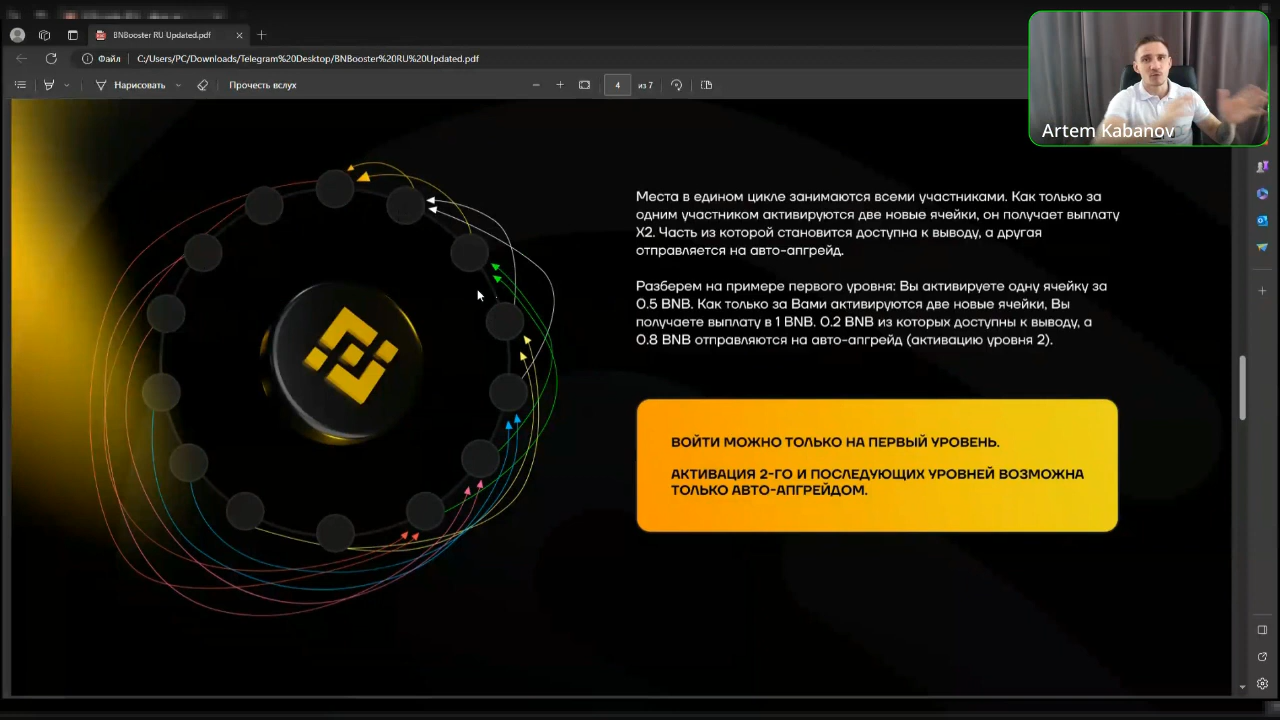 BNBooster RU Updated.pdf
Файл
C:/Users/PC/Downloads/Telegram%20Desktop/BNBooster%20RU%20Updated.pdf
Нарисовать
Прочесть вслух
4
из 7
Artem Kabanov
Места в едином цикле занимаются всеми участниками. Как только за
одним участником активируются две новые ячейки, он получает выплату
X2. Часть из которой становится доступна к выводу, а другая
отправляется на авто-апгрейд.
Разберем на примере первого уровня: Вы активируете одну ячейку за
0.5 BNB. Как только за Вами активируются две новые ячейки, Вы
получаете выплату в 1 BNB. 0.2 BNB из которых доступны к выводу, а
0.8 BNB отправляются на авто-апгрейд (активацию уровня 2).
ВОЙТИ МОЖНО ТОЛЬКО НА ПЕРВЫЙ УРОВЕНЬ.
АКТИВАЦИЯ 2-ГО И ПОСЛЕДУЮЩИХ УРОВНЕЙ ВОЗМОЖНА
ТОЛЬКО АВТО-АПГРЕЙДОМ.